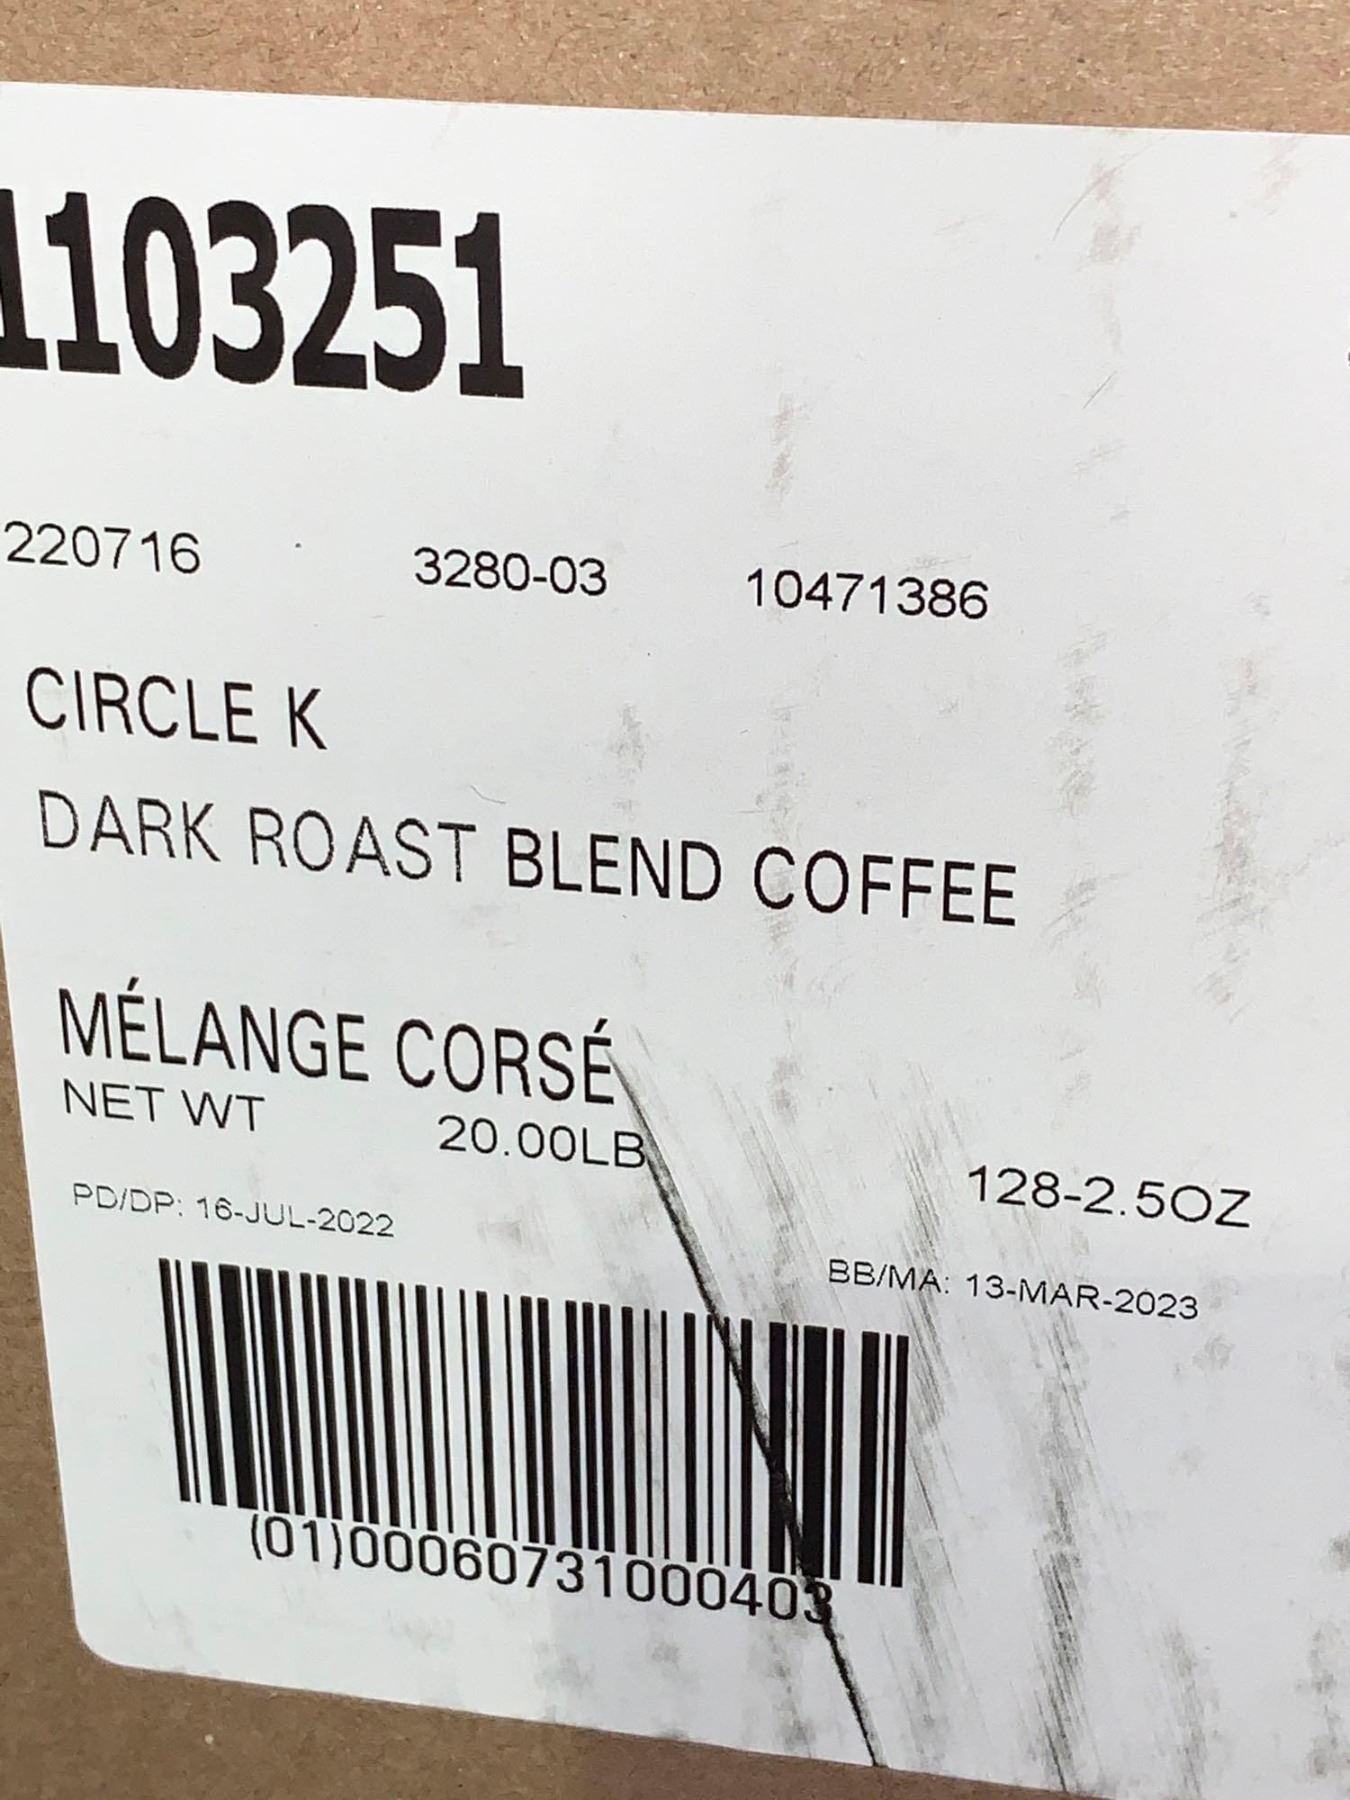 1103251
220716 3280-03 10471386
CIRCLE K
DARK ROAST BLEND COFFEE
MÉLANGE CORSÉ
NET WT 20.00LB 128-2.5OZ
PD/DP: 16-JUL-2022 BB/MA: 13-MAR-2023
(01)00060731000403